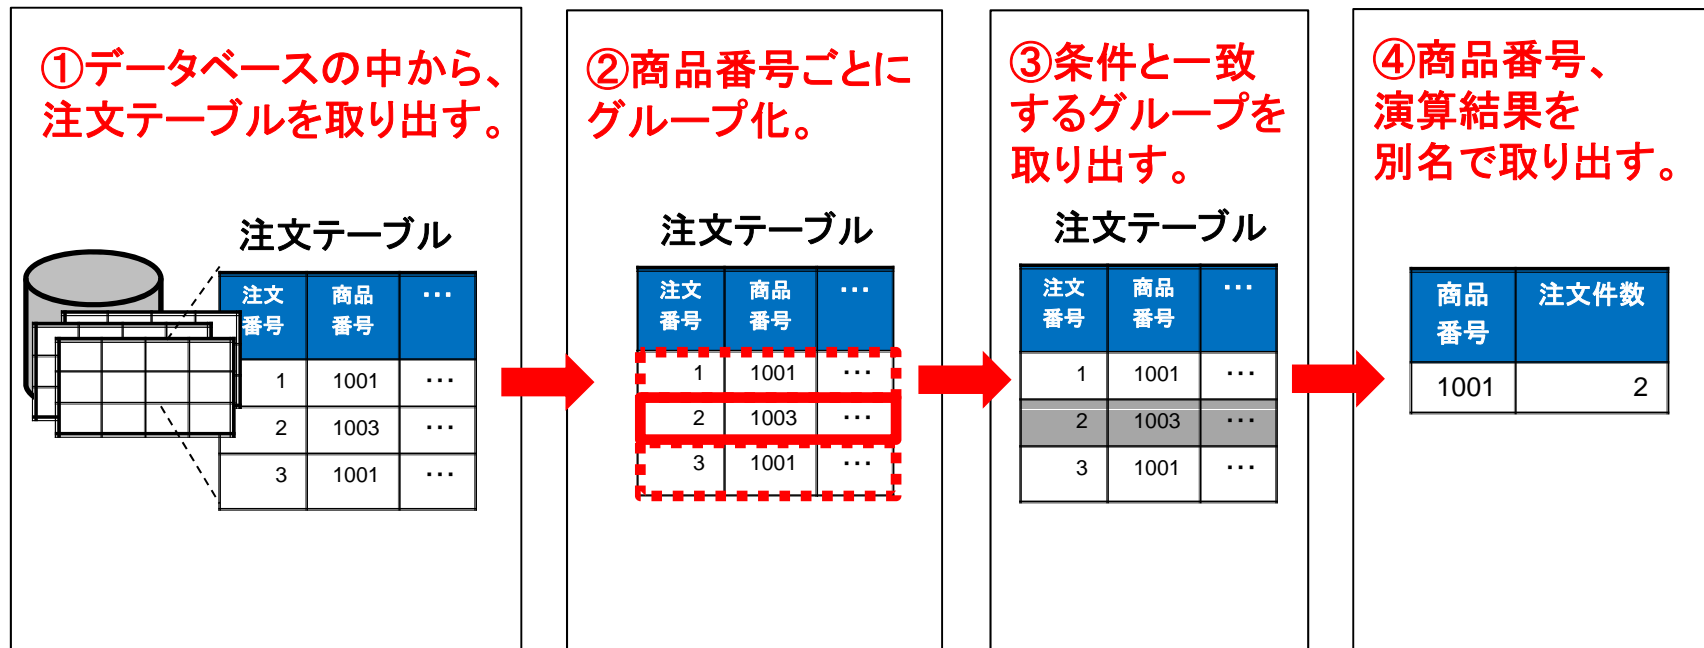 ①データベースの中から、
注文テーブルを取り出す。
注文テーブル
注文 商品 ・・・
番号 番号
1 1001 ・・・
2 1003 ・・・
3 1001 ・・・
②商品番号ごとに
グループ化。
注文テーブル
注文 商品 ・・・
番号 番号
1 1001 ・・・
2 1003 ・・・
3 1001 ・・・
③条件と一致
するグループを
取り出す。
注文テーブル
注文 商品 ・・・
番号 番号
1 1001 ・・・
2 1003 ・・・
3 1001 ・・・
④商品番号、
演算結果を
別名で取り出す。
商品 注文件数
番号
1001 2